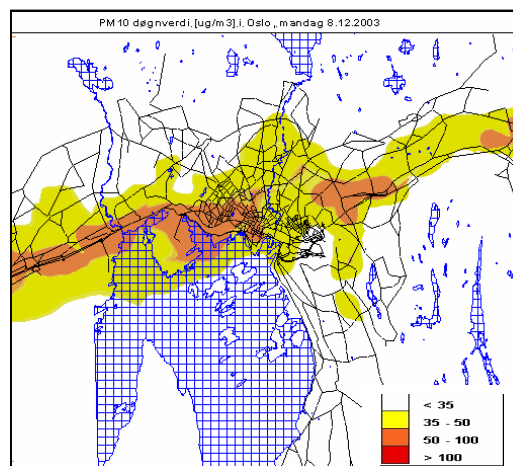 PM10 døgnverdi, [ug/m3], i, Oslo ,, mandag 8.12.2003
< 35
35 - 50
50 - 100
> 100